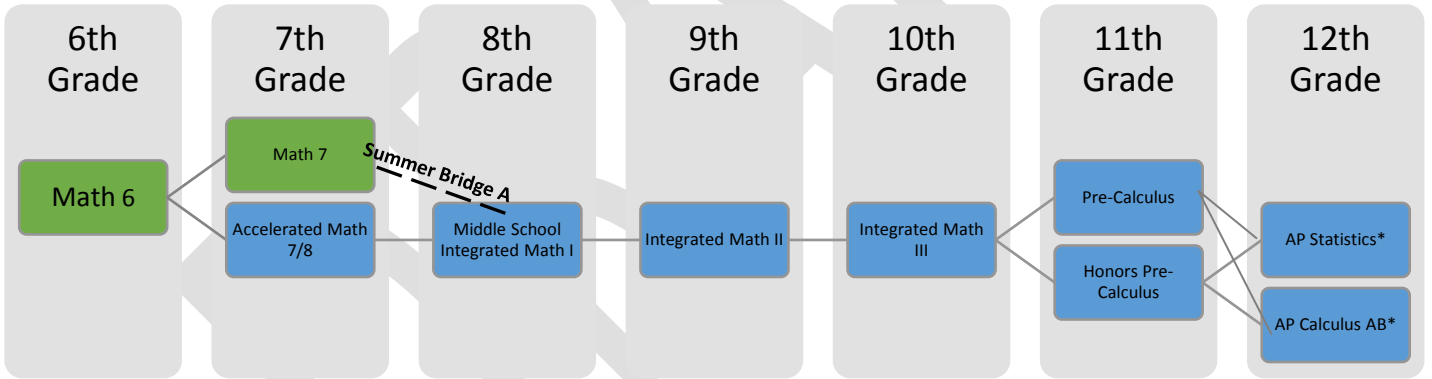 6th
Grade
7th
Grade
8th
Grade
9th
Grade
10th
Grade
11th
Grade
12th
Grade
Math 6
Math 7
Summer Bridge A
Accelerated Math
7/8
Middle School
Integrated Math I
Integrated Math II
Integrated Math
III
Pre-Calculus
Honors Pre-
Calculus
AP Statistics*
AP Calculus AB*